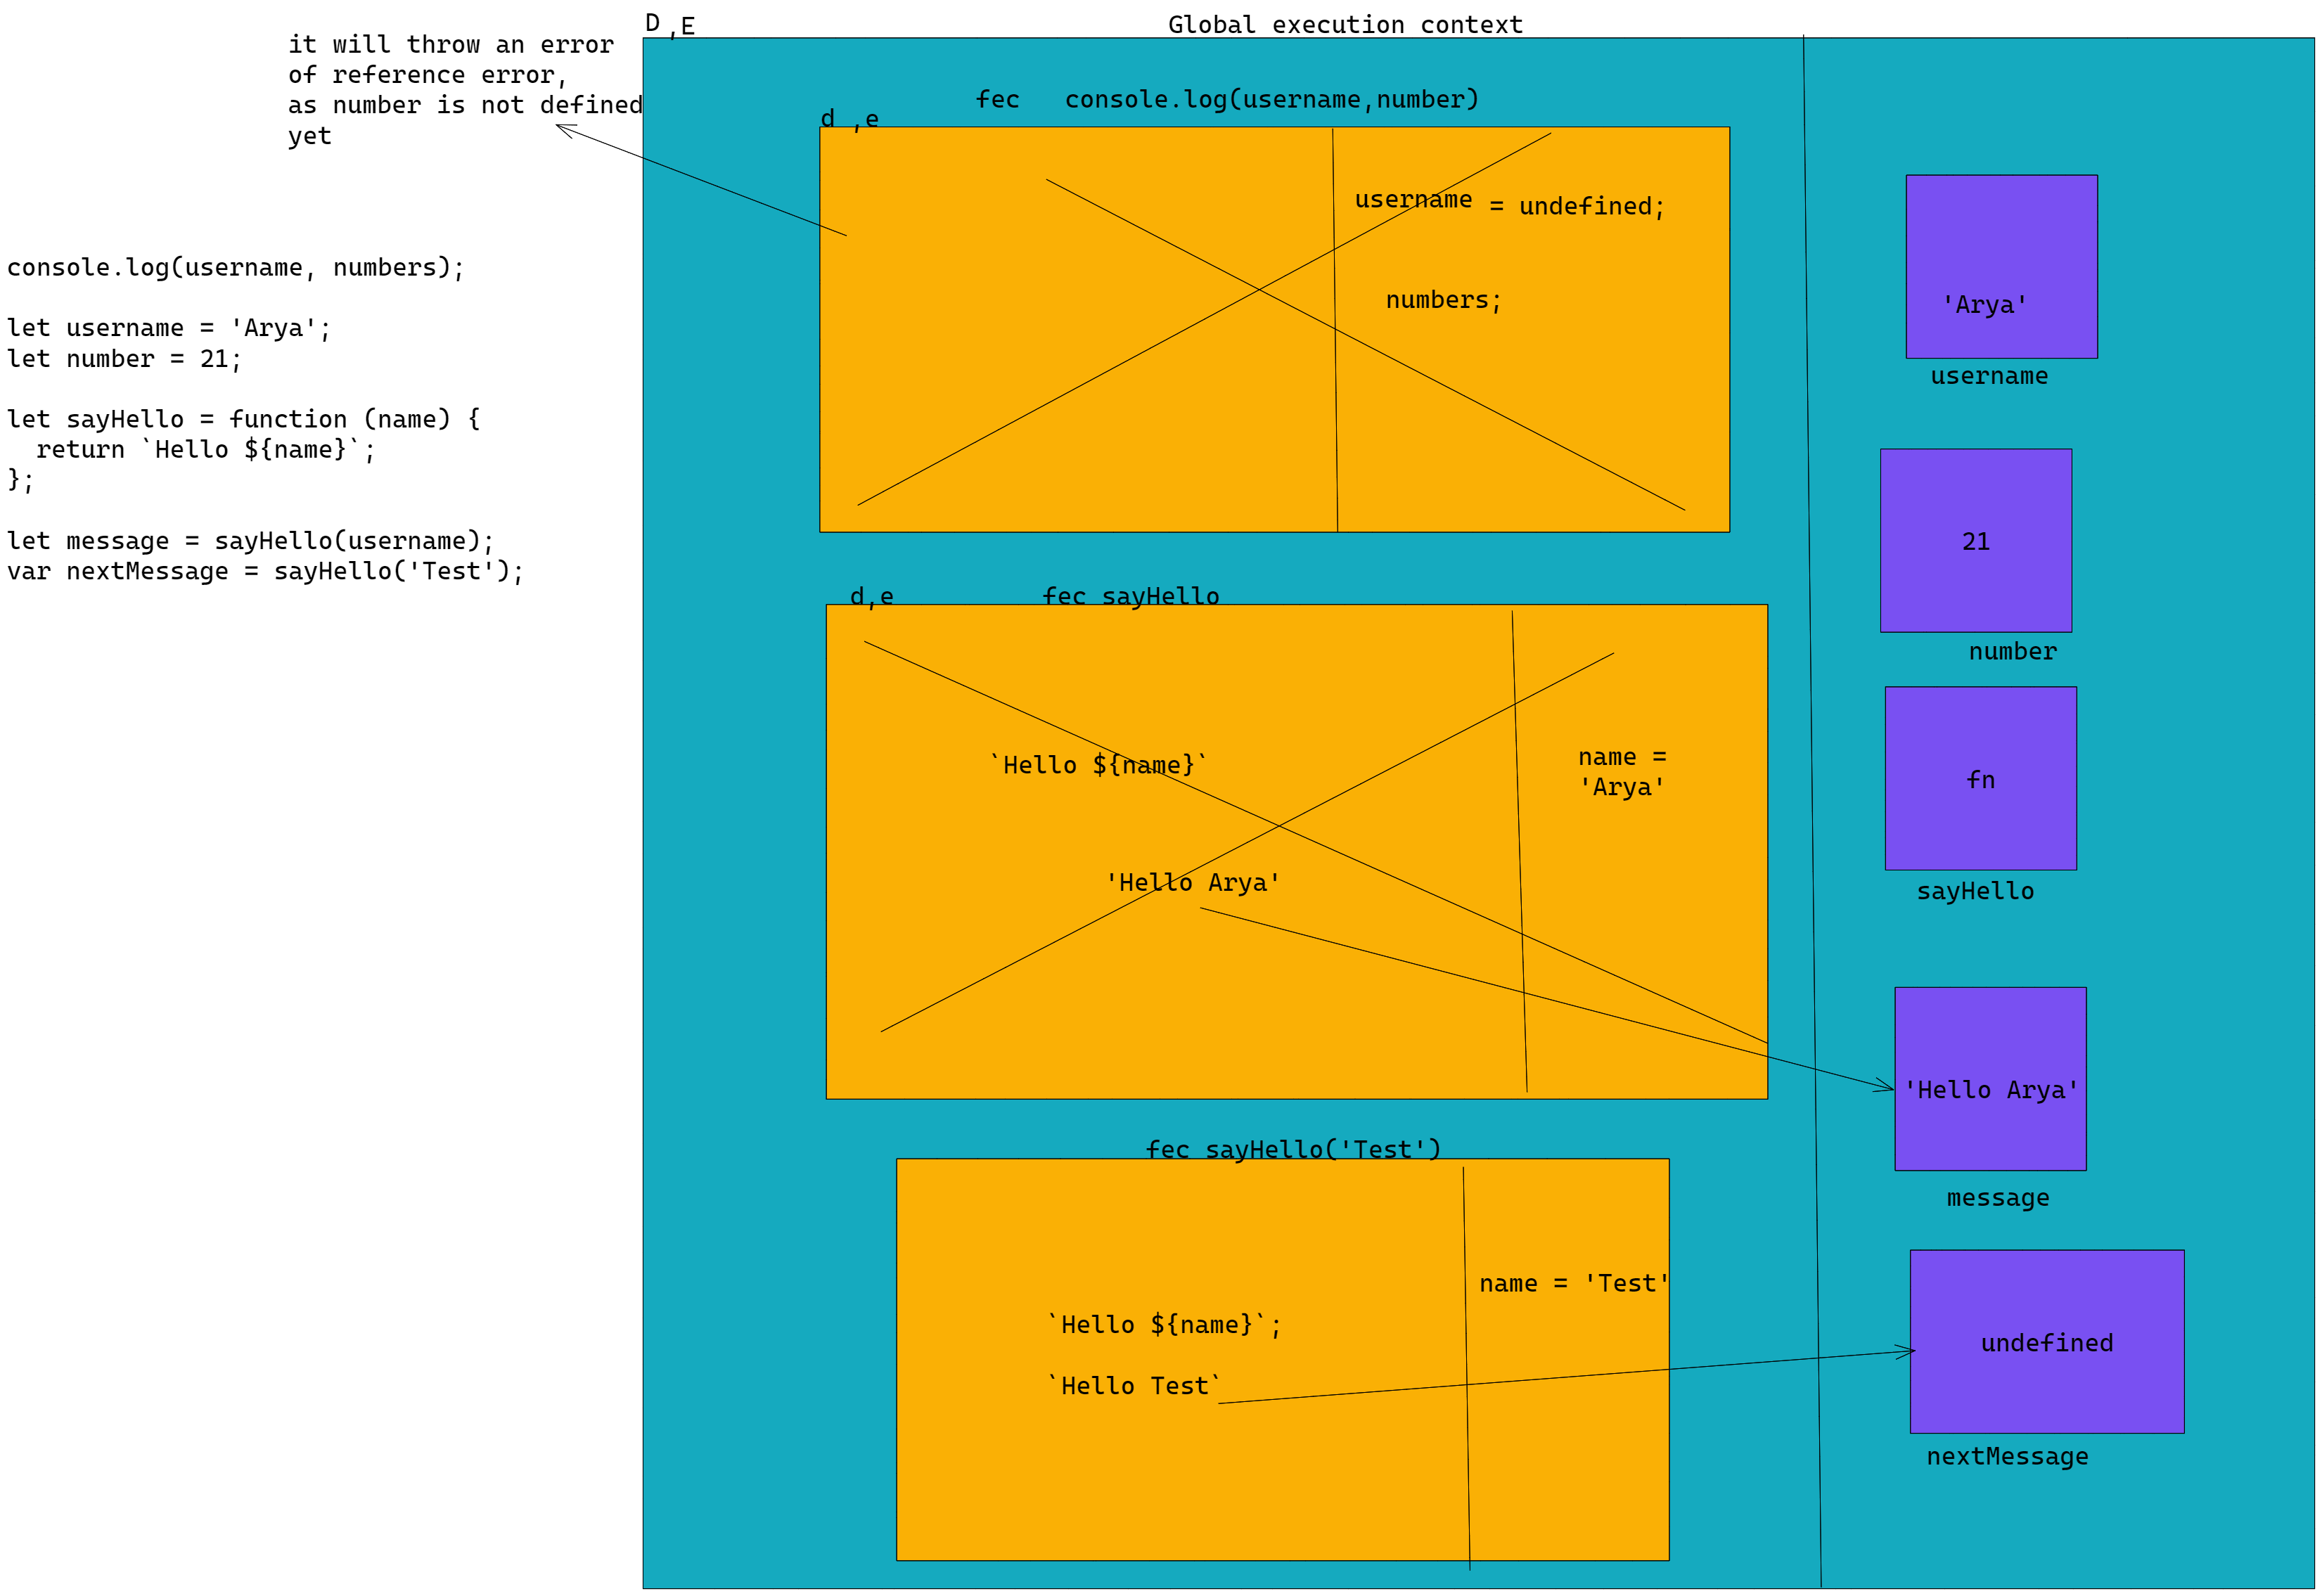 it will throw an error
of reference error,
as number is not defined
yet
console.log(username, numbers);
let username = 'Arya';
let number = 21;
let sayHello = function (name) {
  return `Hello ${name}`;
};
let message = sayHello(username);
var nextMessage = sayHello('Test');
D ,E
Global execution context
fec   console.log(username,number)
d ,e
username = undefined;
numbers;
d,e
fec sayHello
`Hello ${name}`
name =
'Arya'
'Hello Arya'
fec sayHello('Test')
name = 'Test'
`Hello ${name}`;
`Hello Test`
'Arya'
username
21
number
fn
sayHello
'Hello Arya'
message
undefined
nextMessage